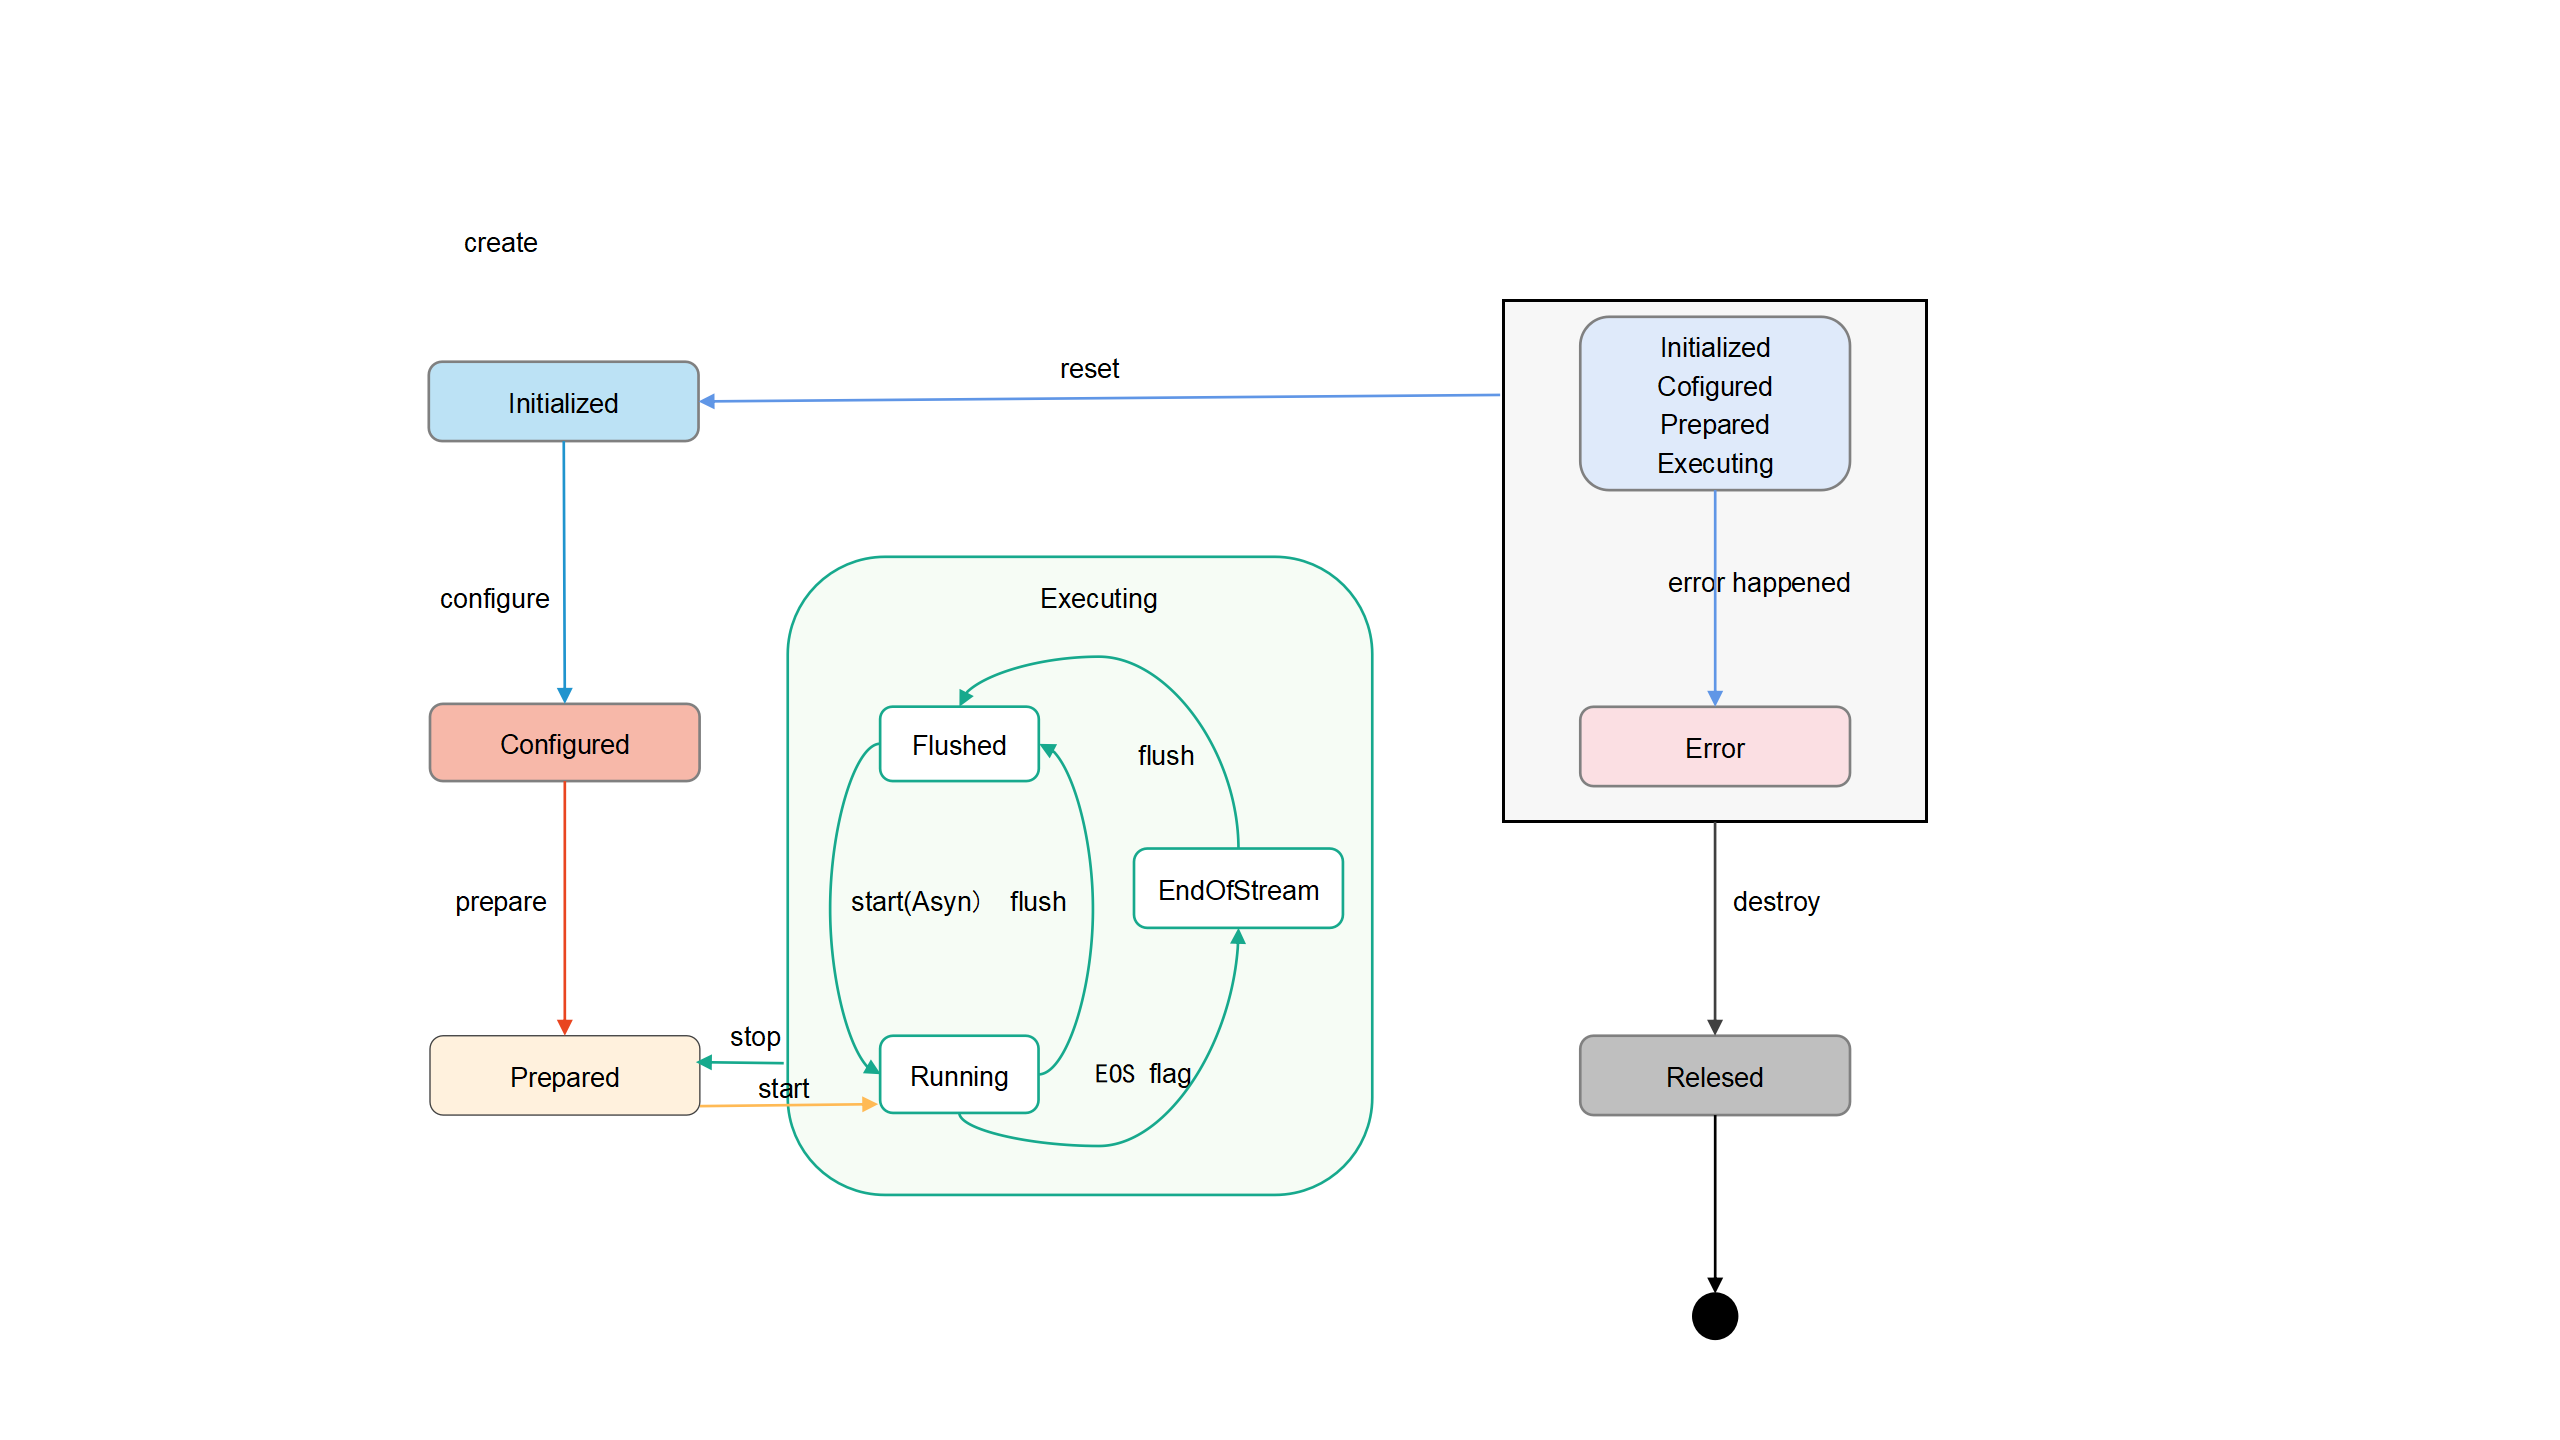 create
reset
Initialized
Initialized
Cofigured
Prepared
Executing
configure
Executing
error happened
Configured
Flushed
flush
Error
prepare
start(Asyn）
flush
EndOfStream
destroy
stop
Prepared
start
Running
EOS flag
Relesed